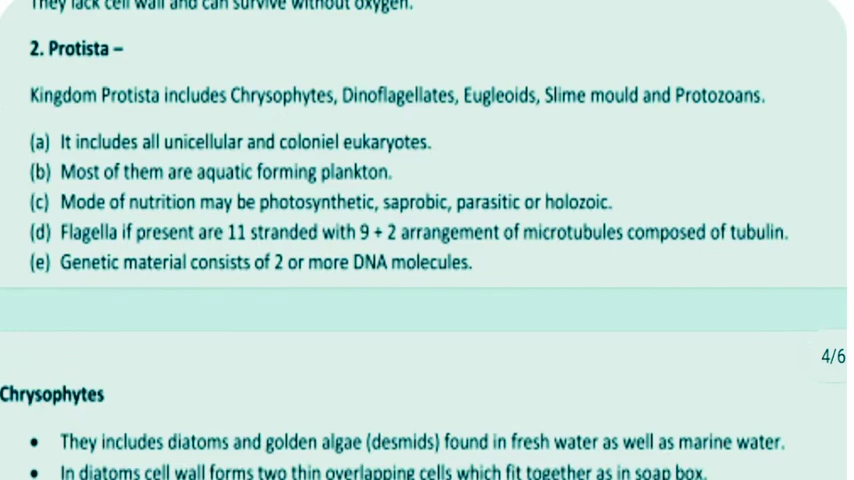 They lack cell wall and can survive without oxygen.
2. Protista –
Kingdom Protista includes Chrysophytes, Dinoflagellates, Eugleoids, Slime mould and Protozoans.
(a) It includes all unicellular and coloniel eukaryotes.
(b) Most of them are aquatic forming plankton.
(c) Mode of nutrition may be photosynthetic, saprobic, parasitic or holozoic.
(d) Flagella if present are 11 stranded with 9 + 2 arrangement of microtubules composed of tubulin.
(e) Genetic material consists of 2 or more DNA molecules.
4/6
Chrysophytes
• They includes diatoms and golden algae (desmids) found in fresh water as well as marine water.
• In diatoms cell wall forms two thin overlapping cells which fit together as in soap box.